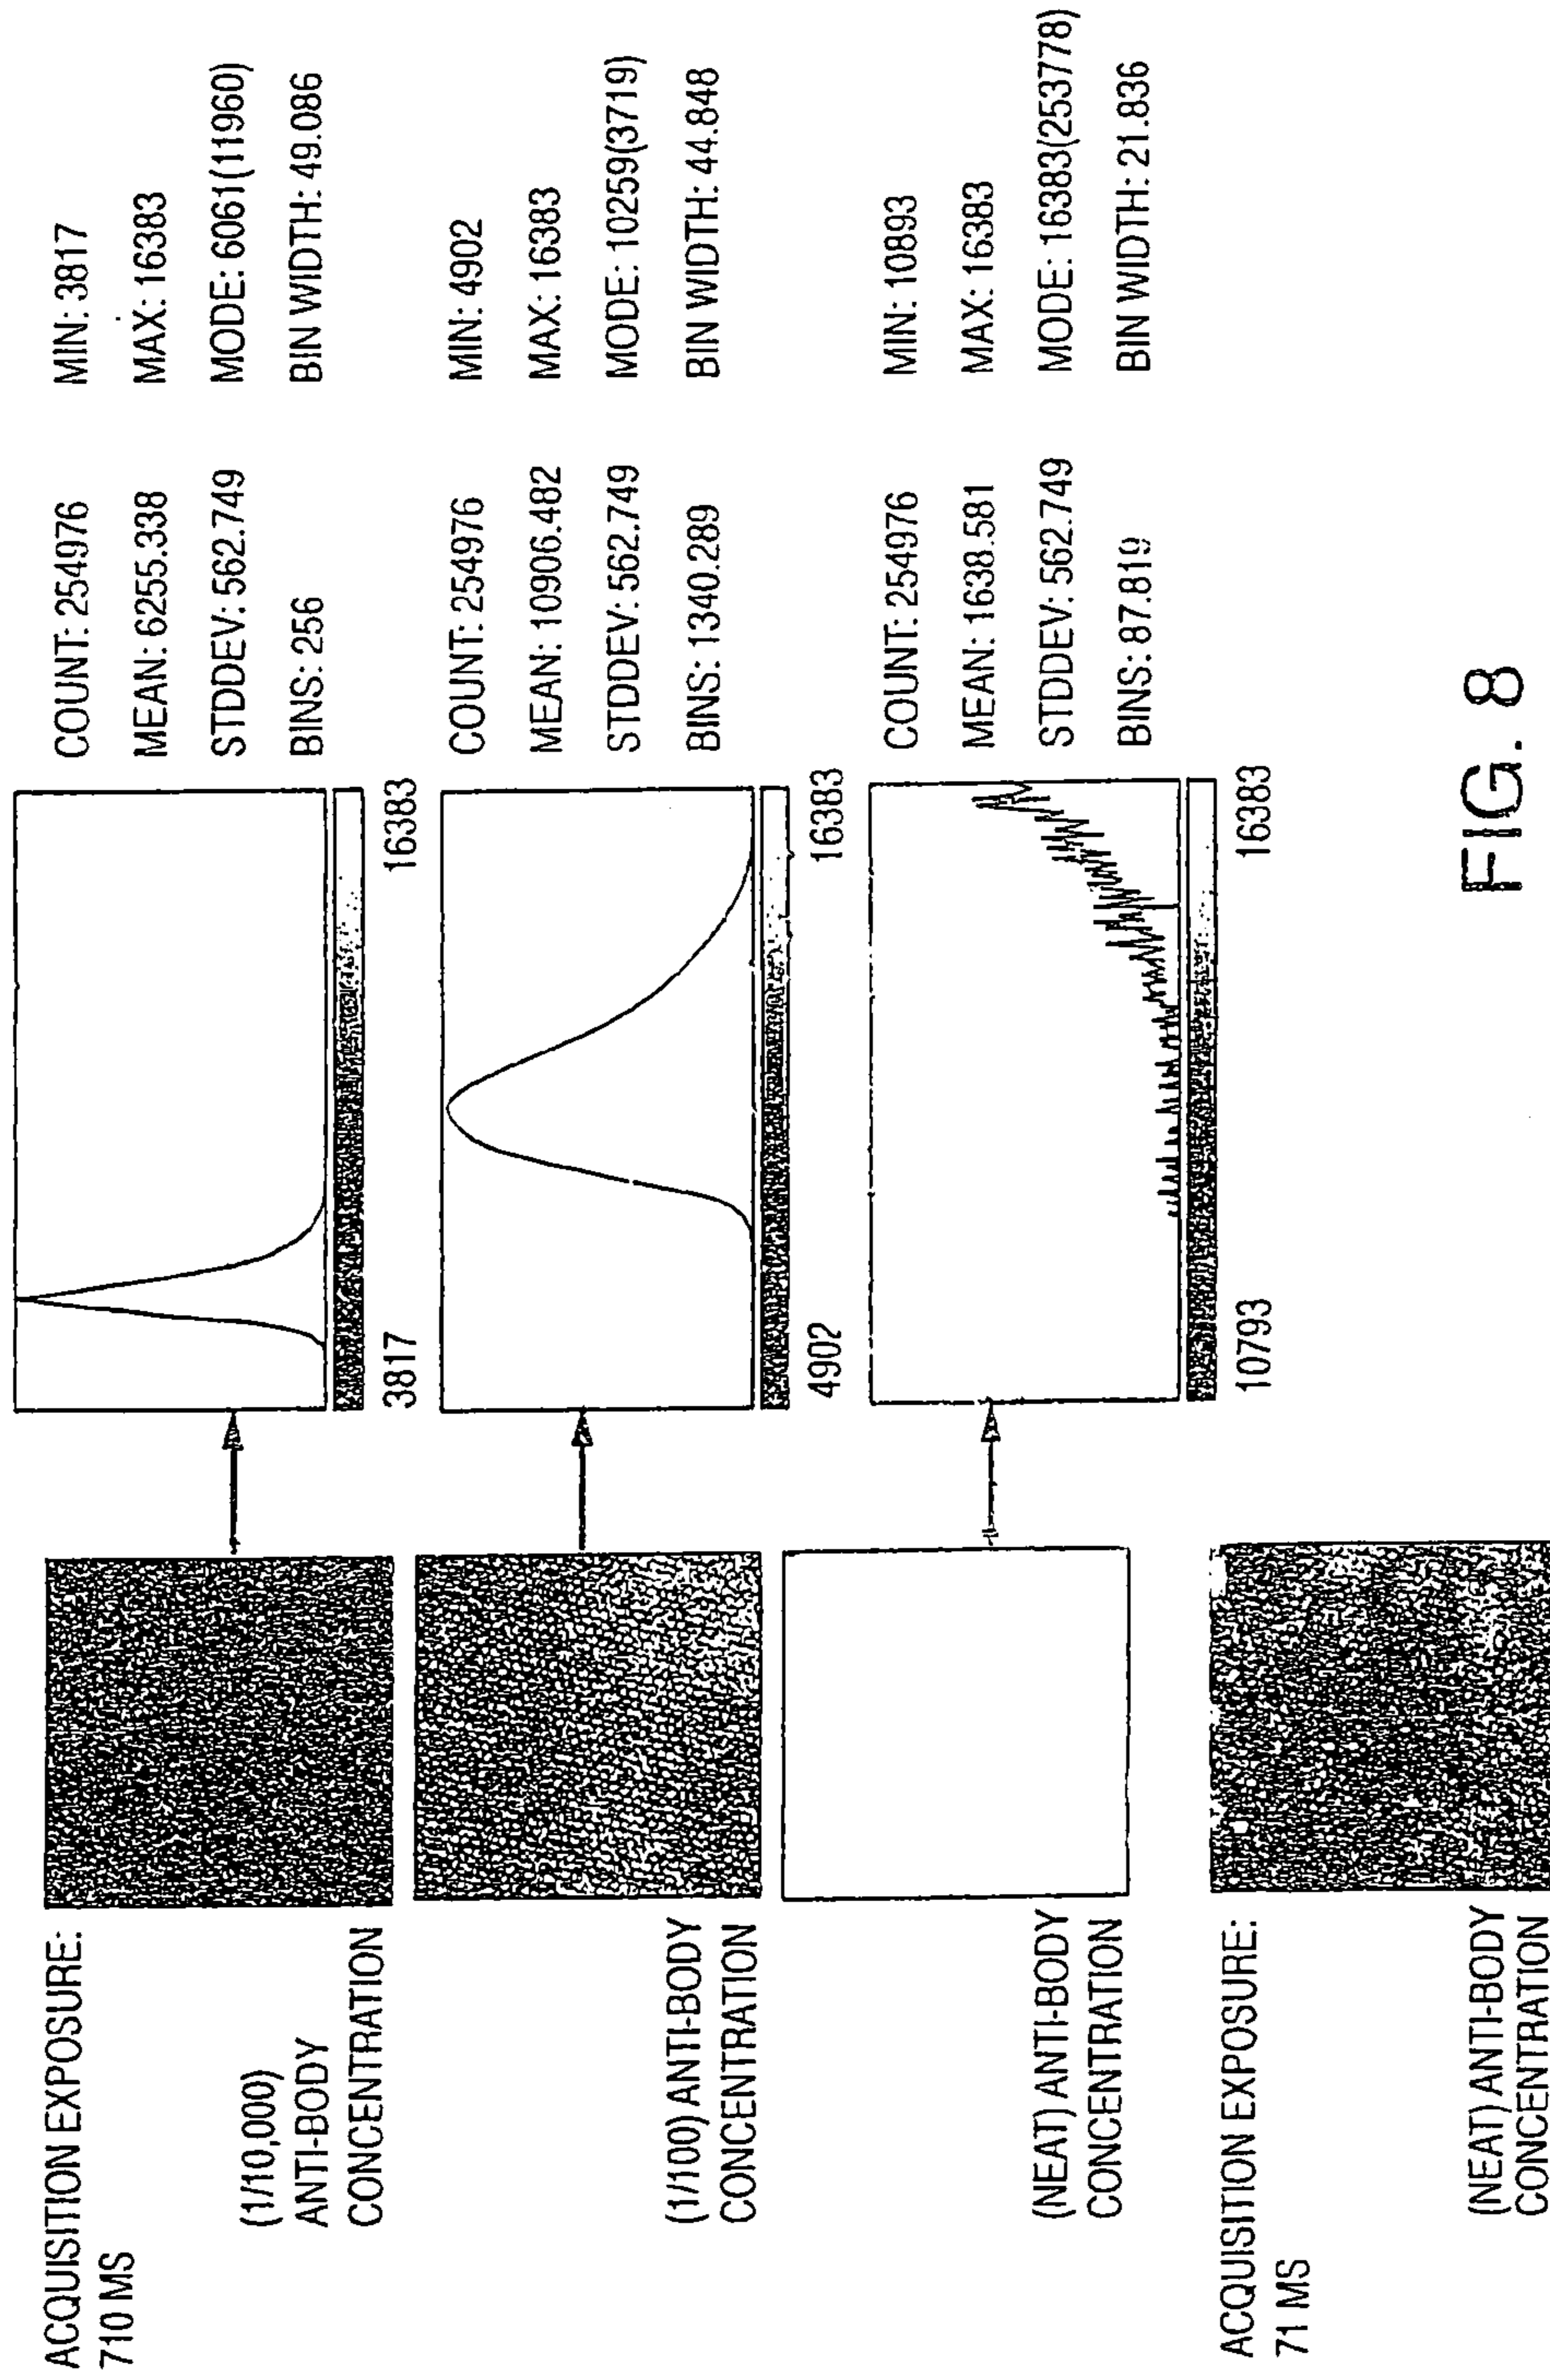 ACQUISITION EXPOSURE:
710 MS
(1/10,000)
ANTI-BODY
CONCENTRATION
3817 16383
COUNT: 254976 MIN: 3817
MEAN: 6255.338 MAX: 16383
STDDEV: 562.749 MODE: 6061(11960)
BINS: 256 BIN WIDTH: 49.086
(1/100) ANTI-BODY
CONCENTRATION
4902 16383
COUNT: 254976 MIN: 4902
MEAN: 10906.482 MAX: 16383
STDDEV: 562.749 MODE: 10259(3719)
BINS: 1340.289 BIN WIDTH: 44.848
(NEAT) ANTI-BODY
CONCENTRATION
10793 16383
COUNT: 254976 MIN: 10893
MEAN: 1638.581 MAX: 16383
STDDEV: 562.749 MODE: 16383(253778)
BINS: 87.819 BIN WIDTH: 21.836
ACQUISITION EXPOSURE:
71 MS
(NEAT) ANTI-BODY
CONCENTRATION
FIG. 8